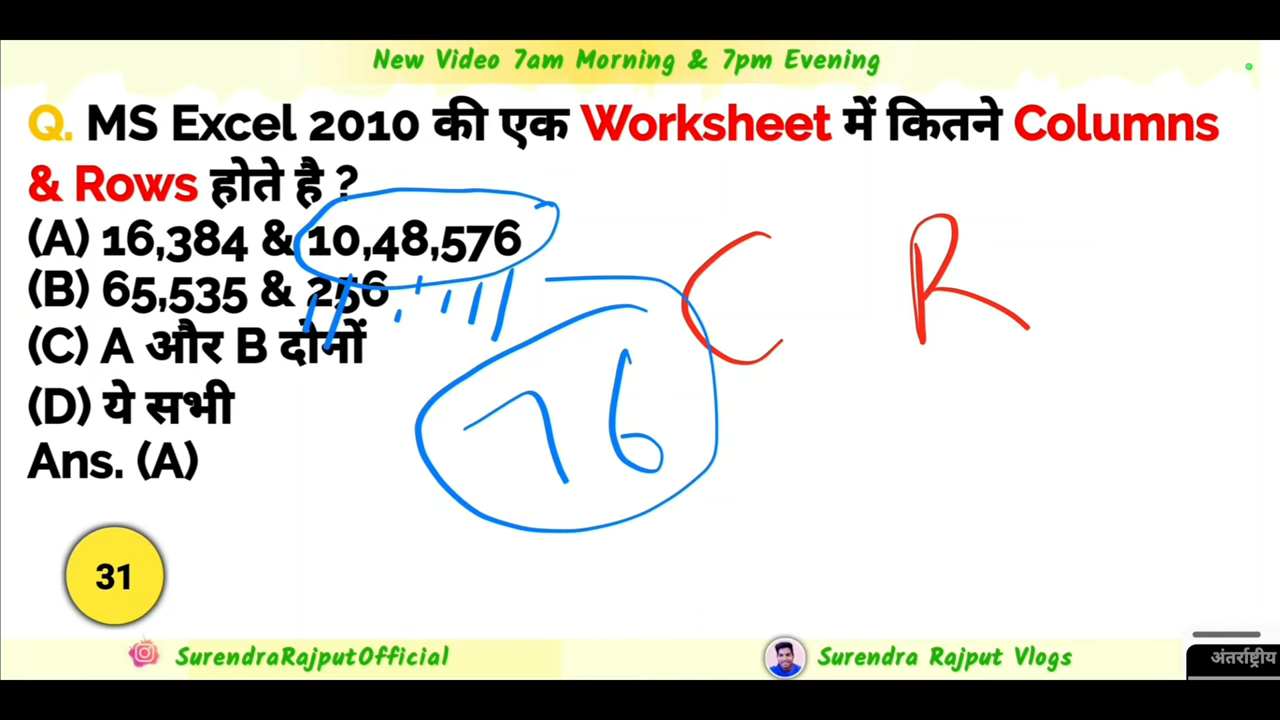 New Video 7am Morning & 7pm Evening
Q. MS Excel 2010 की एक Worksheet में कितने Columns
& Rows होते है ?
(A) 16,384 & 10,48,576
(B) 65,535 & 256
(C) A और B दोनों
(D) ये सभी
Ans. (A)
C R
76
31
SurendraRajputOfficial
Surendra Rajput Vlogs
अंतर्राष्ट्रीय